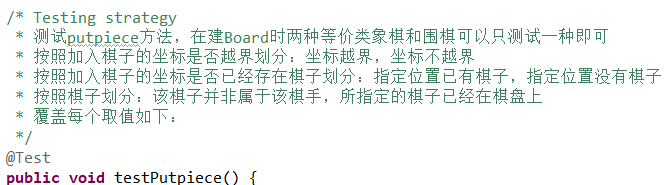 /* Testing strategy
* 测试putpiece方法，在建Board时两种等价类象棋和围棋可以只测试一种即可
* 按照加入棋子的坐标是否越界划分：坐标越界，坐标不越界
* 按照加入棋子的坐标是否已经存在棋子划分：指定位置已有棋子，指定位置没有棋子
* 按照棋子划分：该棋子并非属于该棋手，所指定的棋子已经在棋盘上
* 覆盖每个取值如下：
*/
@Test
public void testPutpiece() {